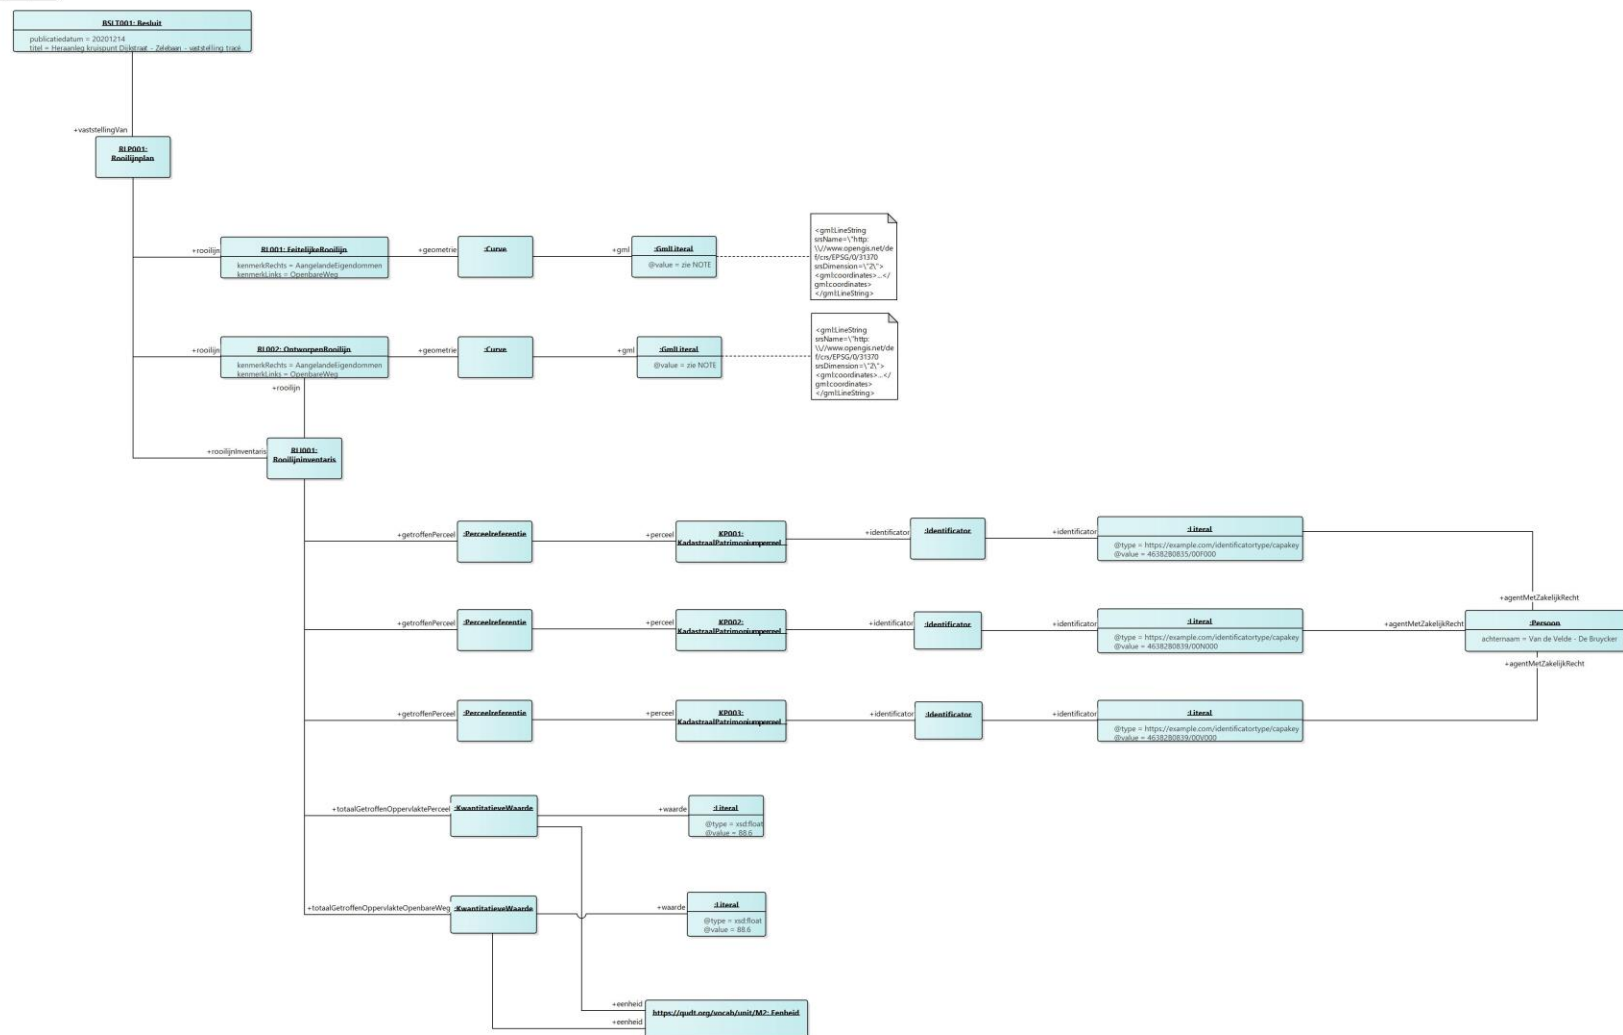 BSLT001: Besluit
publicatiedatum = 20201214
titel = Heraanleg kruispunt Dijkstraat - Zelebaan - vaststelling tracé.
+vaststellingVan
RLP001:
Rooilijnplan
+rooilijn
RL001: FeitelijkeRooilijn
kenmerkRechts = AangelandeEigendommen
kenmerkLinks = OpenbareWeg
+geometrie
:Curve
+gml
:GmlLiteral
@value = zie NOTE
<gml:LineString
srsName=\"http:
\\//www.opengis.net/de
f/crs/EPSG/0/31370
srsDimension=\"2\">
<gml:coordinates>...</
gml:coordinates>
</gml:LineString>
+rooilijn
RL002: OntworpenRooilijn
kenmerkRechts = AangelandeEigendommen
kenmerkLinks = OpenbareWeg
+geometrie
:Curve
+gml
:GmlLiteral
@value = zie NOTE
<gml:LineString
srsName=\"http:
\\//www.opengis.net/de
f/crs/EPSG/0/31370
srsDimension=\"2\">
<gml:coordinates>...</
gml:coordinates>
</gml:LineString>
+rooilijn
+rooilijnInventaris
RLI001:
Rooilijninventaris
+getroffenPerceel
:Perceelreferentie
+perceel
KP001:
KadastraalPatrimoniumperceel
+identificator
:Identificator
+identificator
:Literal
@type = https://example.com/identificatortype/capakey
@value = 46382B0835/00F000
+agentMetZakelijkRecht
+getroffenPerceel
:Perceelreferentie
+perceel
KP002:
KadastraalPatrimoniumperceel
+identificator
:Identificator
+identificator
:Literal
@type = https://example.com/identificatortype/capakey
@value = 46382B0839/00N000
+agentMetZakelijkRecht
:Persoon
achternaam = Van de Velde - De Bruycker
+agentMetZakelijkRecht
+getroffenPerceel
:Perceelreferentie
+perceel
KP003:
KadastraalPatrimoniumperceel
+identificator
:Identificator
+identificator
:Literal
@type = https://example.com/identificatortype/capakey
@value = 46382B0839/00V000
+totaalGetroffenOppervlaktePerceel
:KwantitatieveWaarde
+waarde
:Literal
@type = xsd:float
@value = 88.6
+totaalGetroffenOppervlakteOpenbareWeg
:KwantitatieveWaarde
+waarde
:Literal
@type = xsd:float
@value = 88.6
+eenheid
https://qudt.org/vocab/unit/M2: Eenheid
+eenheid